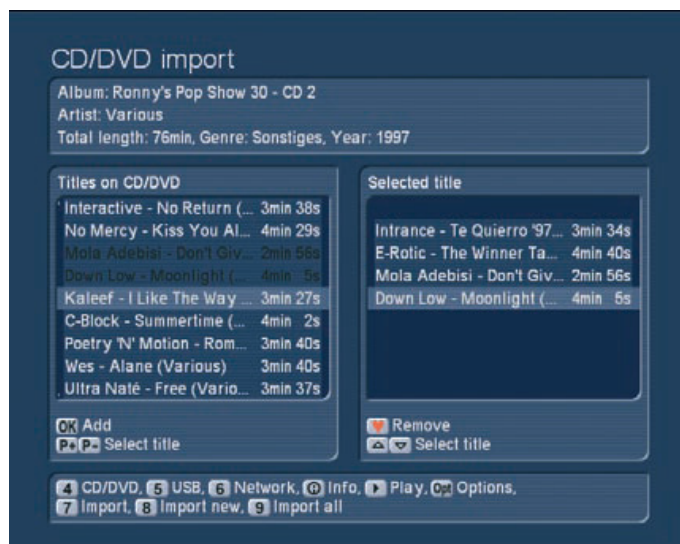 CD/DVD import
Album: Ronny's Pop Show 30 - CD 2
Artist: Various
Total length: 76min, Genre: Sonstiges, Year: 1997
Titles on CD/DVD
Interactive - No Return (... 3min 38s
No Mercy - Kiss You Al... 4min 29s
Mola Adebisi - Don't Giv... 2min 56s
Down Low - Moonlight (... 4min 5s
Kaleef - I Like The Way ... 3min 27s
C-Block - Summertime (... 4min 2s
Poetry 'N' Motion - Rom... 3min 40s
Wes - Alane (Various) 3min 40s
Ultra Naté - Free (Vario... 3min 37s
OK Add
P+ P- Select title
Selected title
Intrance - Te Quierro '97... 3min 34s
E-Rotic - The Winner Ta... 4min 40s
Mola Adebisi - Don't Giv... 2min 56s
Down Low - Moonlight (... 4min 5s
Remove
Select title
4 CD/DVD, 5 USB, 6 Network, Info, Play, Opt Options,
7 Import, 8 Import new, 9 Import all